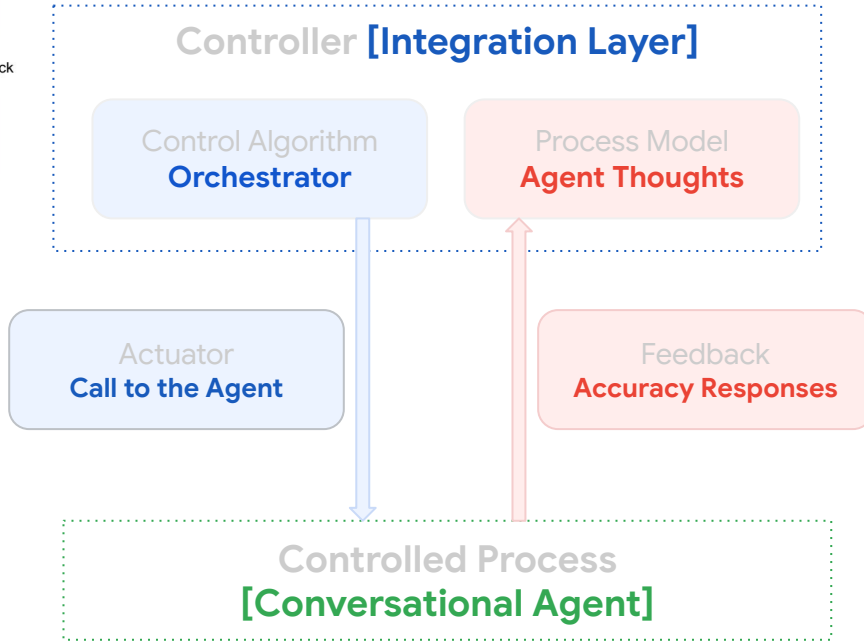 Controller [Integration Layer]
ck
Control Algorithm
Orchestrator
Process Model
Agent Thoughts
Actuator
Call to the Agent
Feedback
Accuracy Responses
Controlled Process
[Conversational Agent]